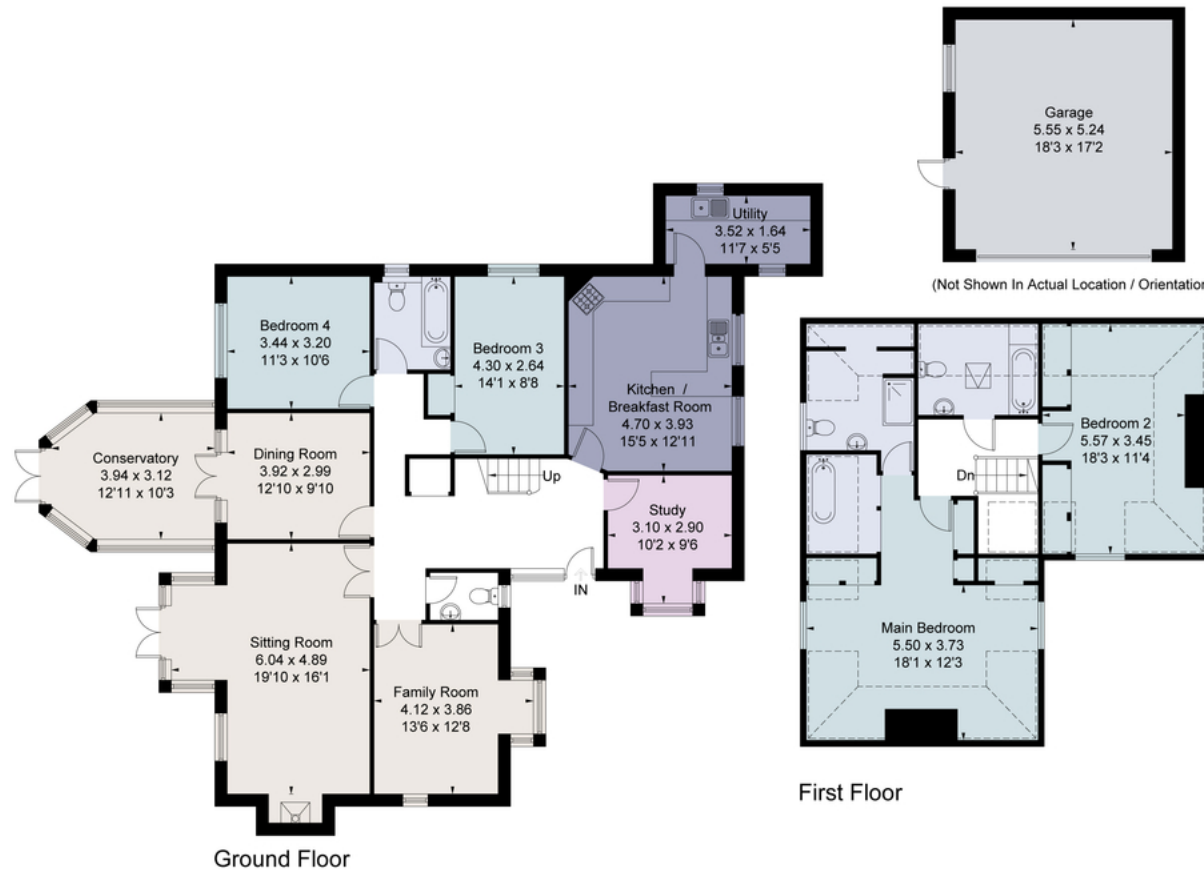 Garage
5.55 x 5.24
18'3 x 17'2
(Not Shown In Actual Location / Orientation
Utility
3.52 x 1.64
11'7 x 5'5
Bedroom 4
3.44 x 3.20
11'3 x 10'6
Bedroom 3
4.30 x 2.64
14'1 x 8'8
Kitchen /
Breakfast Room
4.70 x 3.93
15'5 x 12'11
Conservatory
3.94 x 3.12
12'11 x 10'3
Dining Room
3.92 x 2.99
12'10 x 9'10
Up
Study
3.10 x 2.90
10'2 x 9'6
IN
Sitting Room
6.04 x 4.89
19'10 x 16'1
Family Room
4.12 x 3.86
13'6 x 12'8
Ground Floor
Bedroom 2
5.57 x 3.45
18'3 x 11'4
Dn
Main Bedroom
5.50 x 3.73
18'1 x 12'3
First Floor